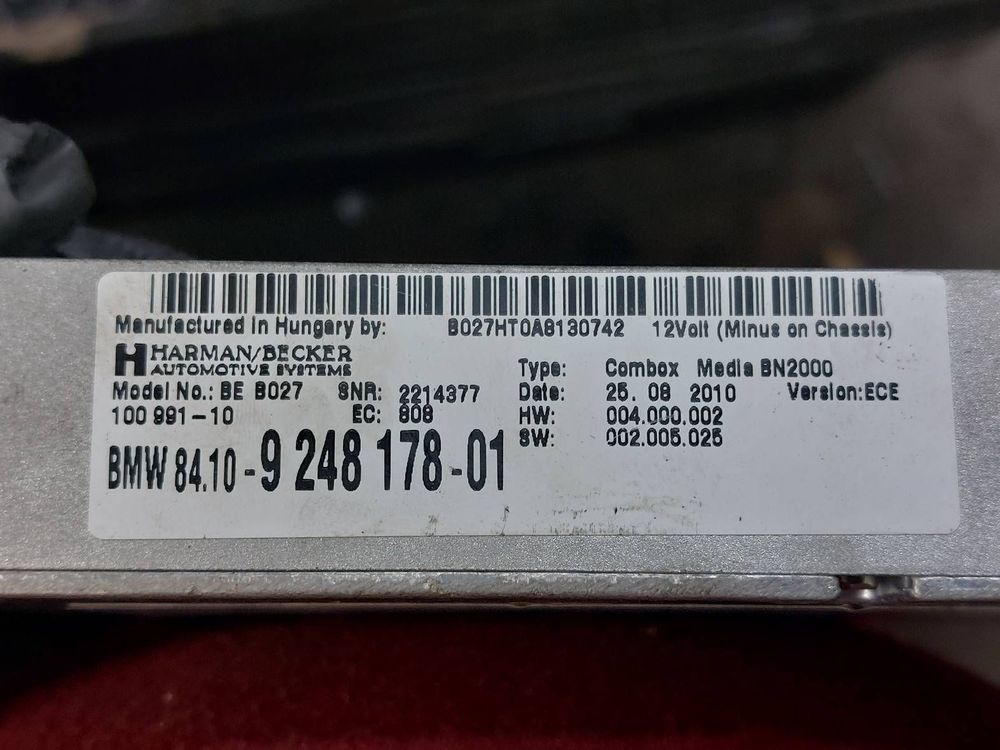 Manufactured in Hungary by: B027HT0A8130742 12Volt (Minus on Chassis)
HARMAN/BECKER
AUTOMOTIVE SYSTEMS
Type: Combox Media BN2000
Model No.: BE B027 SNR: 2214377 Date: 25. 08 2010 Version:ECE
100 991-10 EC: 808 HW: 004.000.002
SW: 002.005.025
BMW 84.10-9 248 178-01